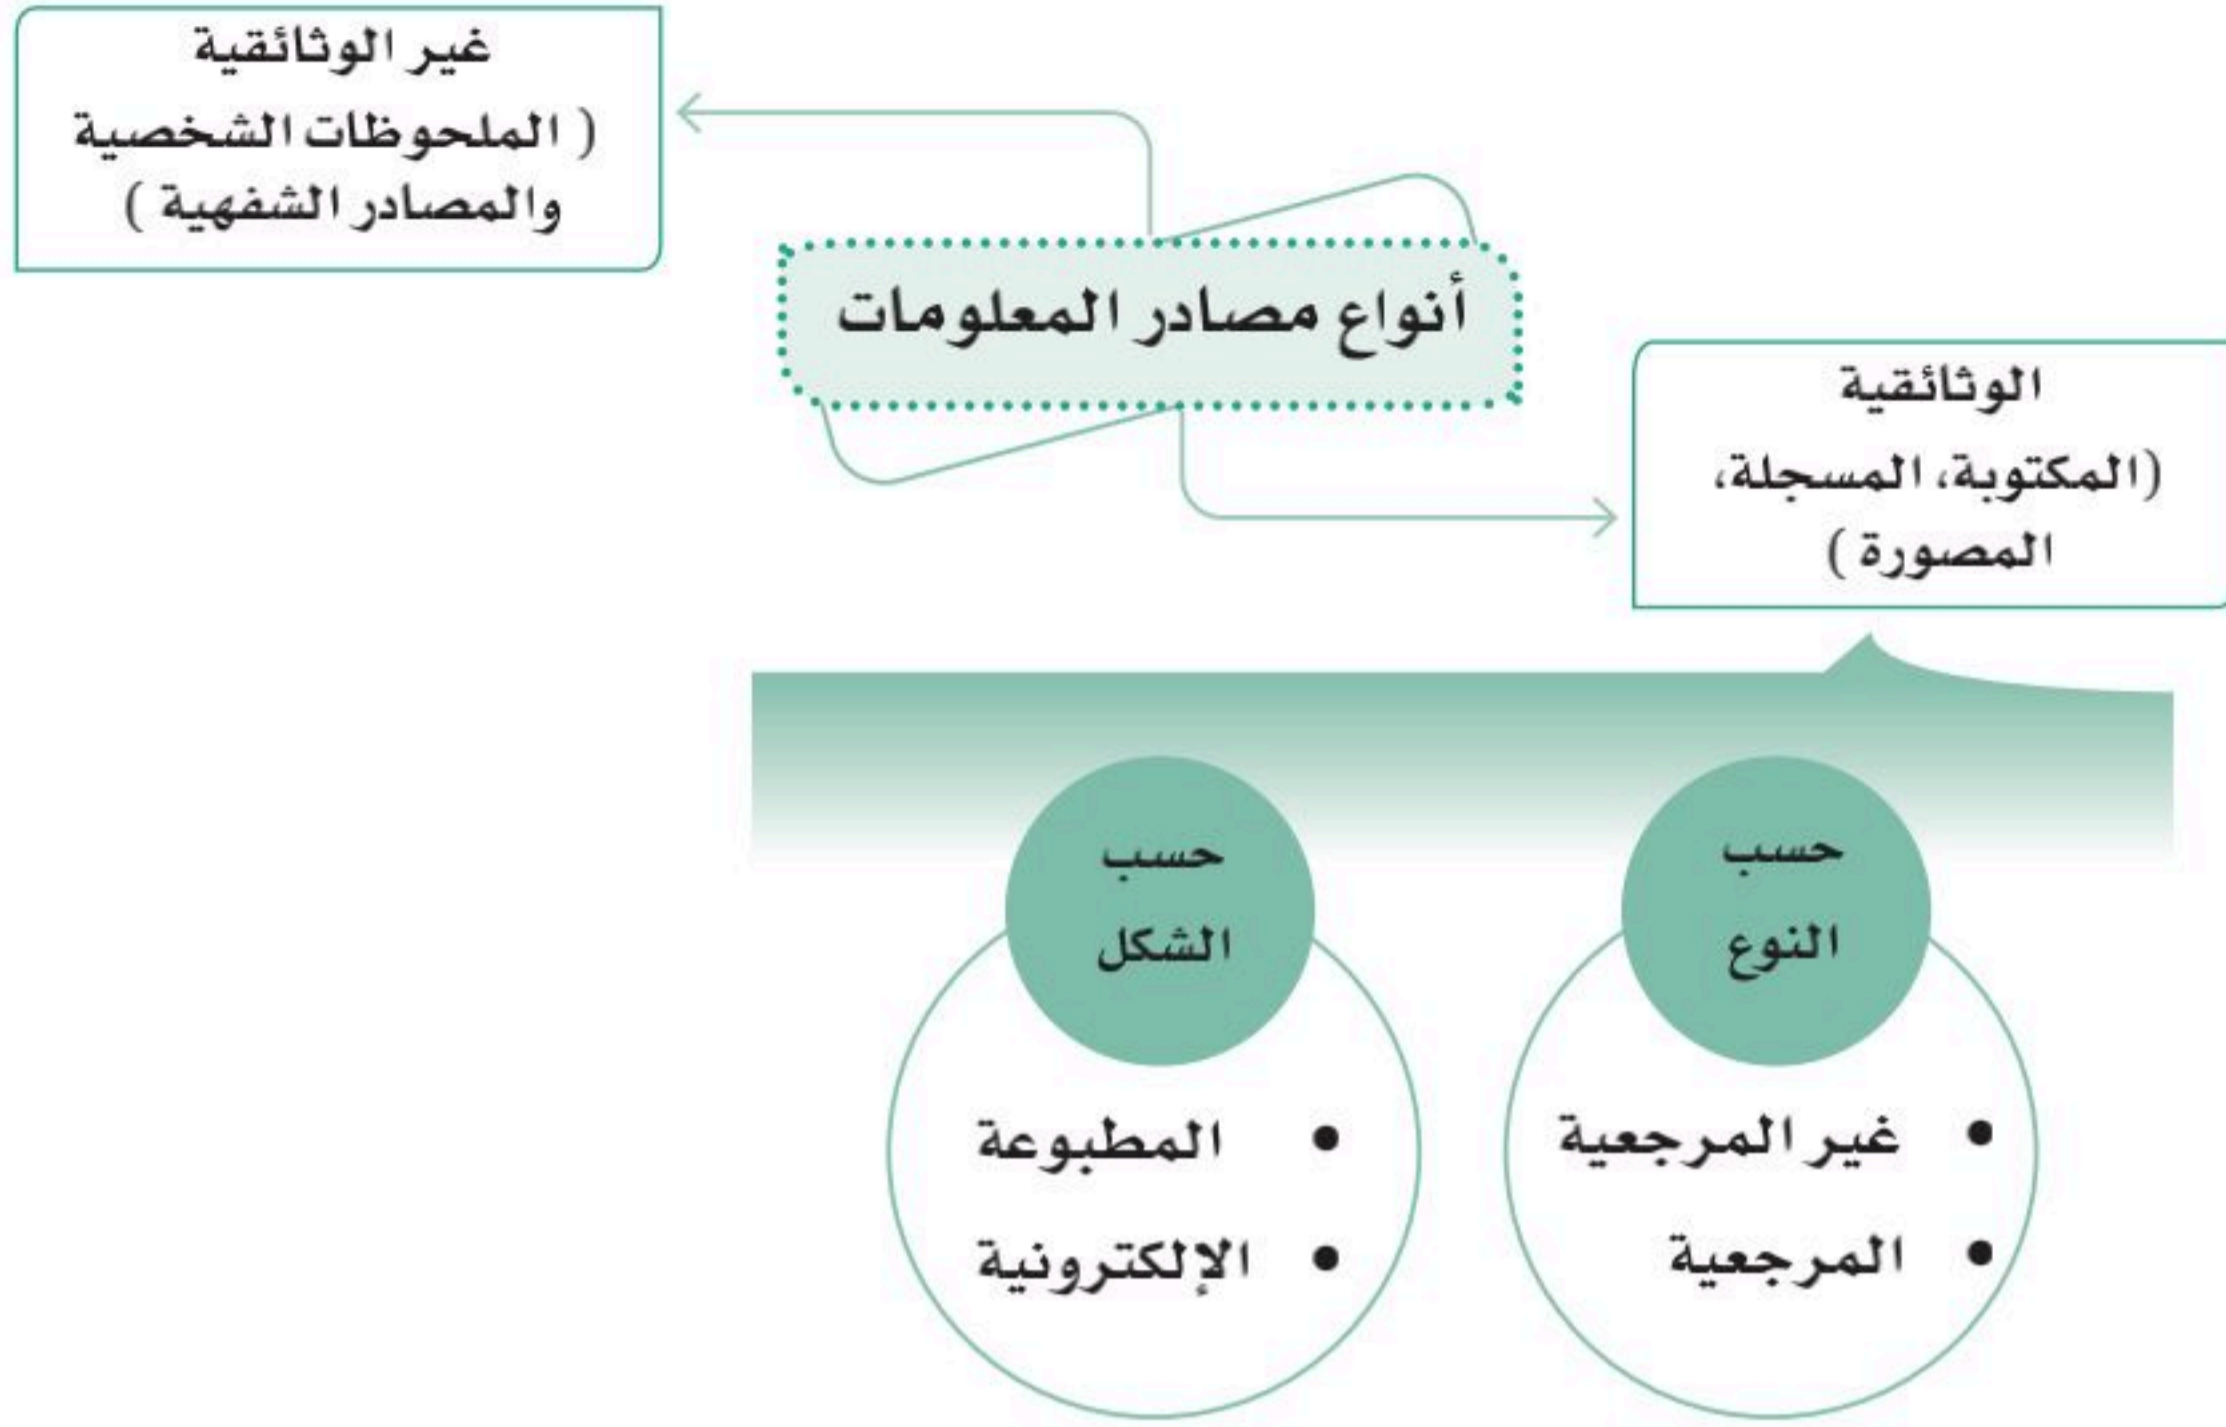 أنواع مصادر المعلومات
غير الوثائقية
( الملحوظات الشخصية
والمصادر الشفهية )
الوثائقية
(المكتوبة، المسجلة،
المصورة )
حسب
النوع
• غير المرجعية
• المرجعية
حسب
الشكل
• المطبوعة
• الإلكترونية